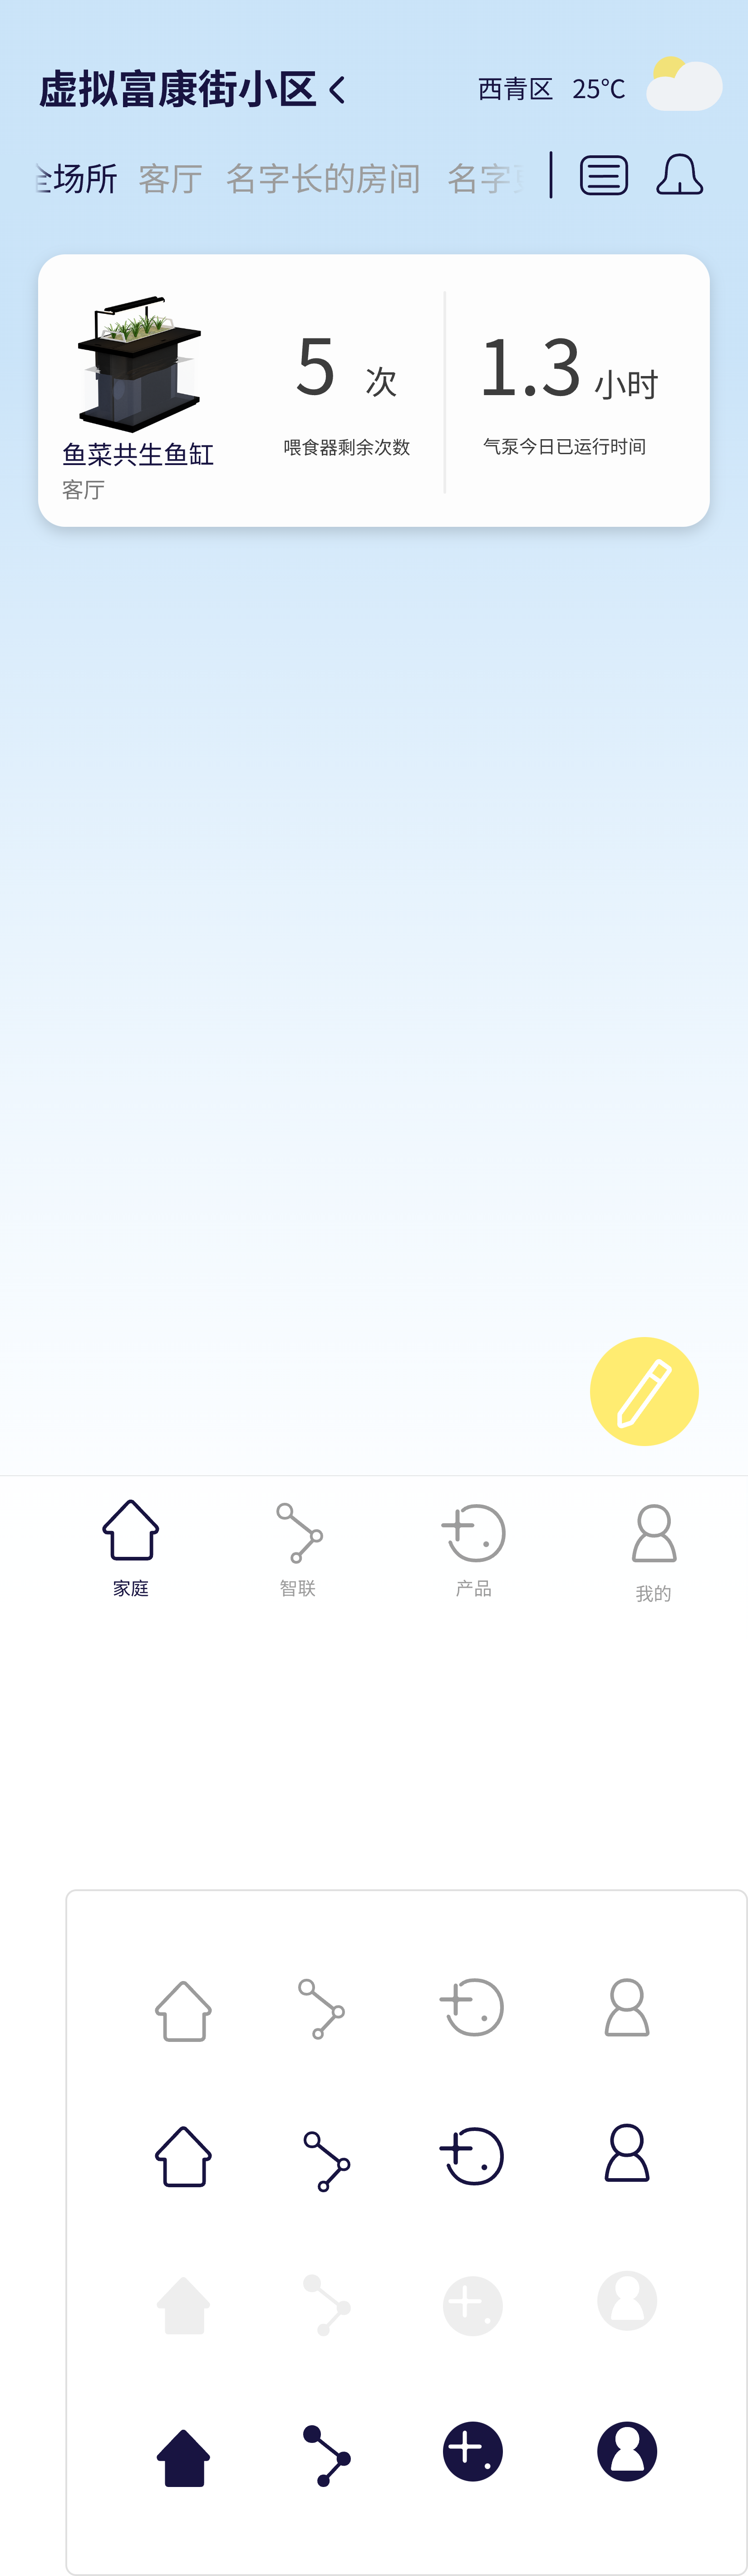 虚拟富康街小区
西青区 25℃
全场所 客厅 名字长的房间 名字
5 次
1.3 小时
喂食器剩余次数
气泵今日已运行时间
鱼菜共生鱼缸
客厅
家庭
智联
产品
我的